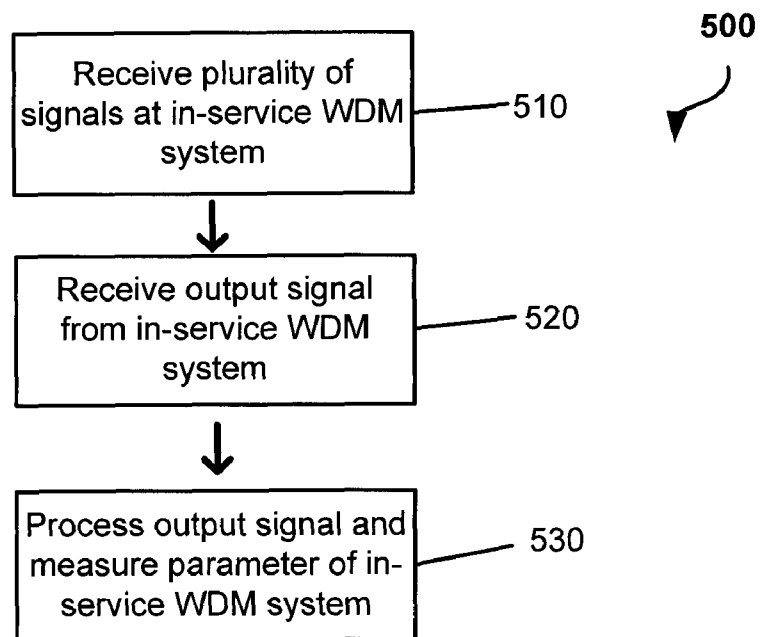 500
Receive plurality of
signals at in-service WDM
system
510
Receive output signal
from in-service WDM
system
520
Process output signal and
measure parameter of in-
service WDM system
530